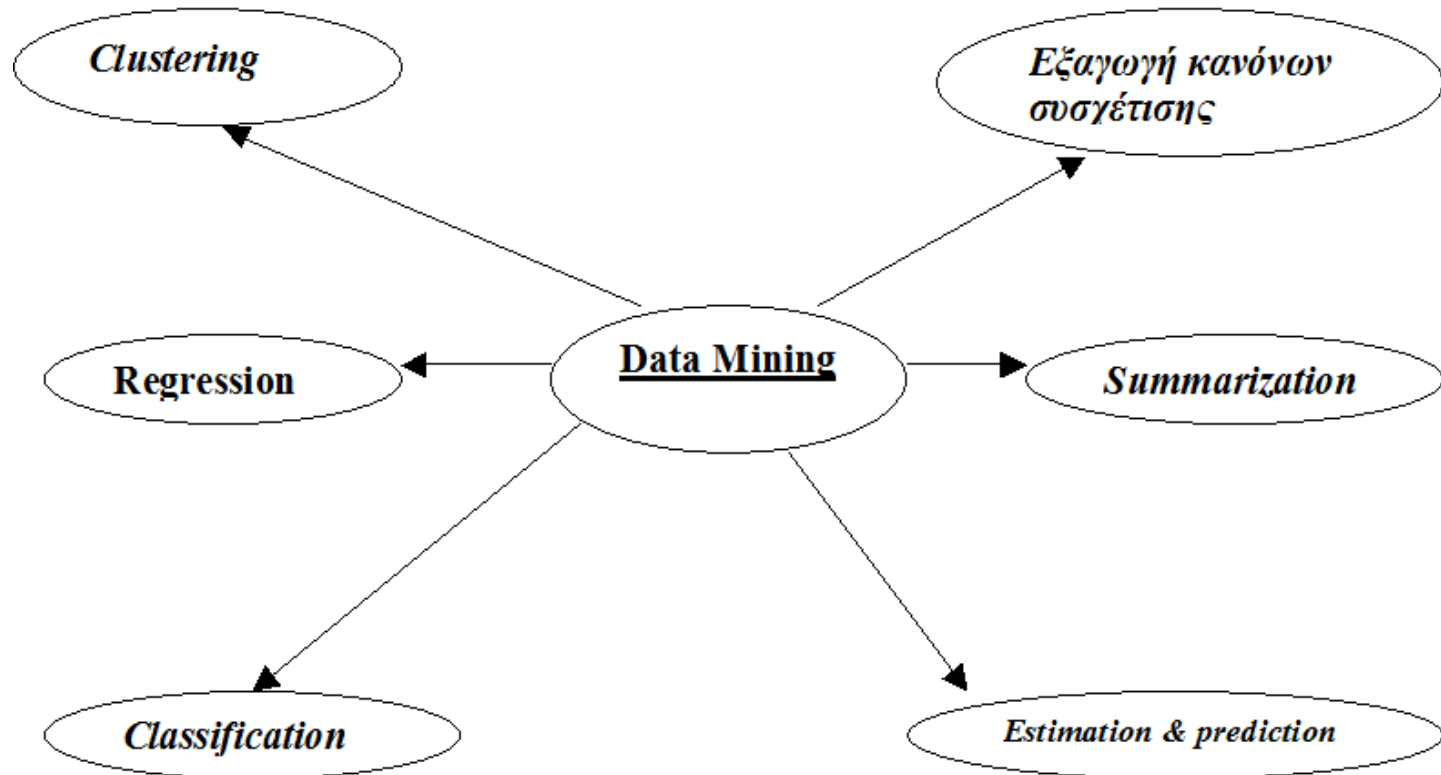 Clustering
Εξαγωγή κανόνων
συσχέτισης
Data Mining
Regression
Summarization
Classification
Estimation & prediction